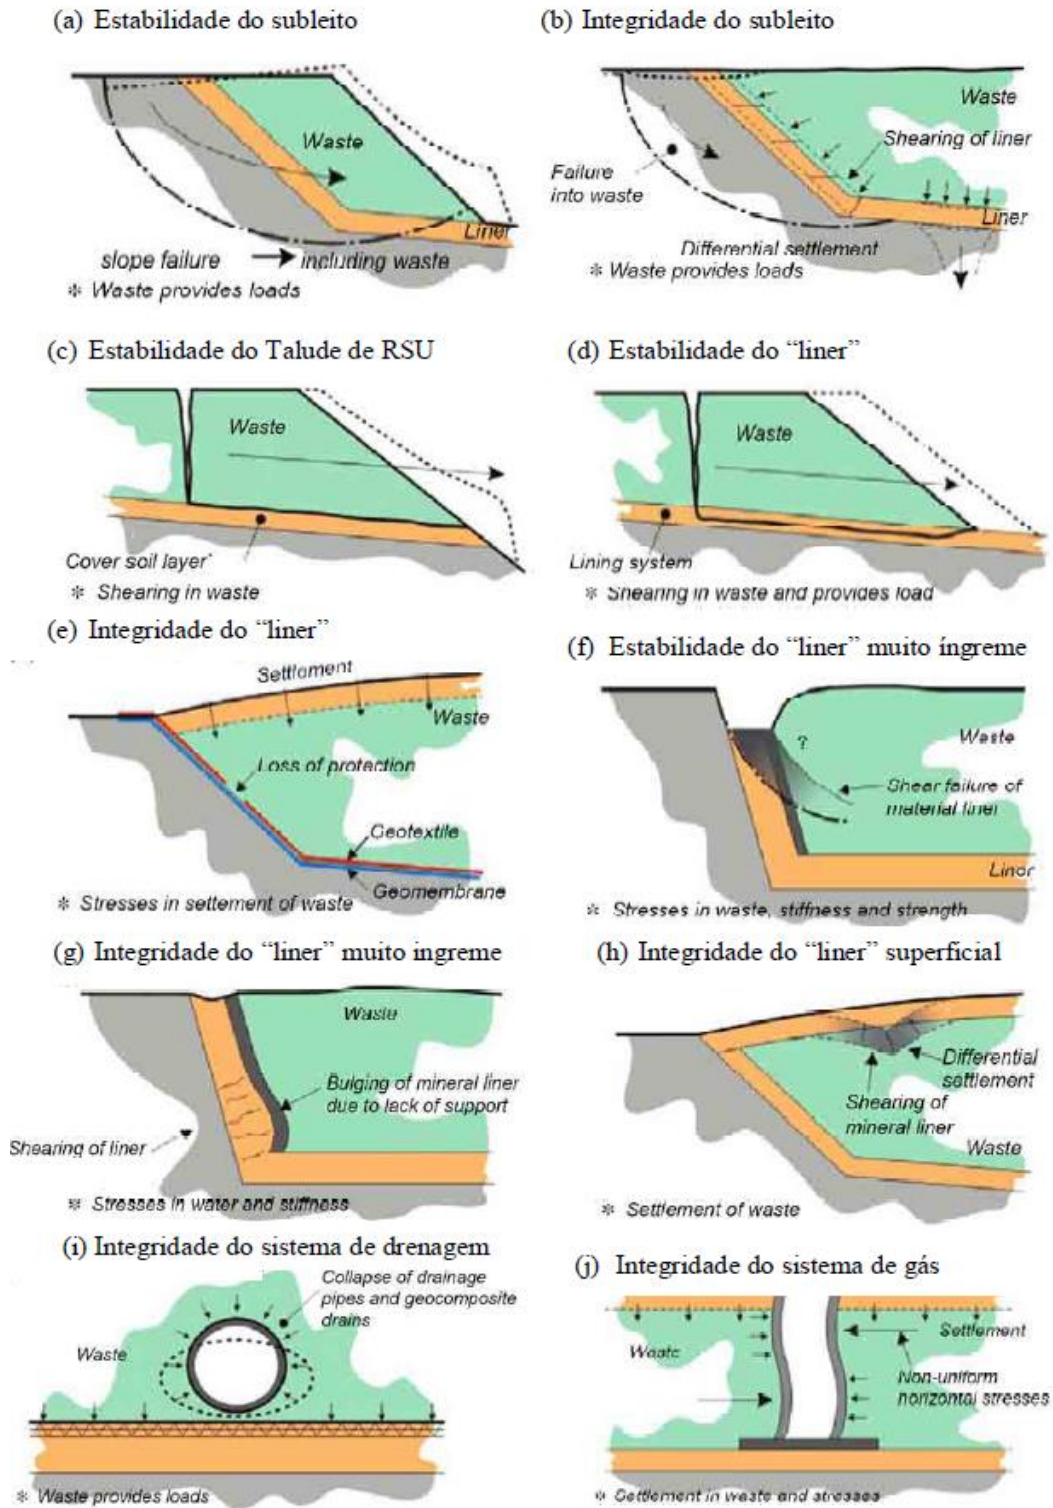 (a) Estabilidade do subleito
Waste
Liner
slope failure
including waste
* Waste provides loads
(b) Integridade do subleito
Waste
Shearing of liner
Failure
into waste
Liner
Differential settlement
* Waste provides loads
(c) Estabilidade do Talude de RSU
Waste
Cover soil layer
* Shearing in waste
(d) Estabilidade do “liner”
Waste
Lining system
* Shearing in waste and provides load
(e) Integridade do “liner”
Settlement
Waste
Loss of protection
Geotextile
Geomembrane
* Stresses in settement of waste
(f) Estabilidade do “liner” muito íngreme
Waste
?
Shear failure of
material liner
Linor
* Stresses in waste, stiffness and strength
(g) Integridade do “liner” muito ingreme
Waste
Bulging of mineral liner
due to lack of support
Shearing of liner
* Stresses in water and stiffness
(h) Integridade do “liner” superficial
Differential
settlement
Shearing of
mineral liner
Waste
* Settlement of waste
(i) Integridade do sistema de drenagem
Collapse of drainage
pipes and geocomposite
drains
Waste
* Waste provides loads
(j) Integridade do sistema de gás
Settlement
Waste
Non-uniform
horizontal stresses
* Settlement in waste and stresses